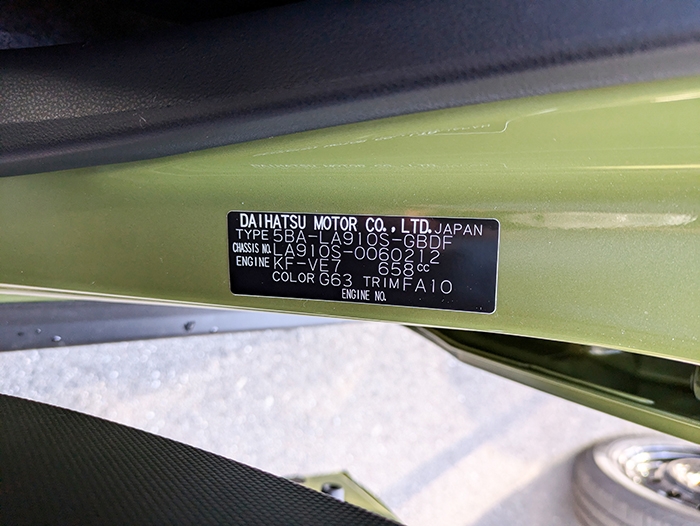 DAIHATSU MOTOR CO., LTD. JAPAN
TYPE 5BA-LA910S-GBDF
CHASSIS NO. LA910S-0060212
ENGINE KF-VE7 658cc
COLOR G63 TRIM FA10
ENGINE NO.